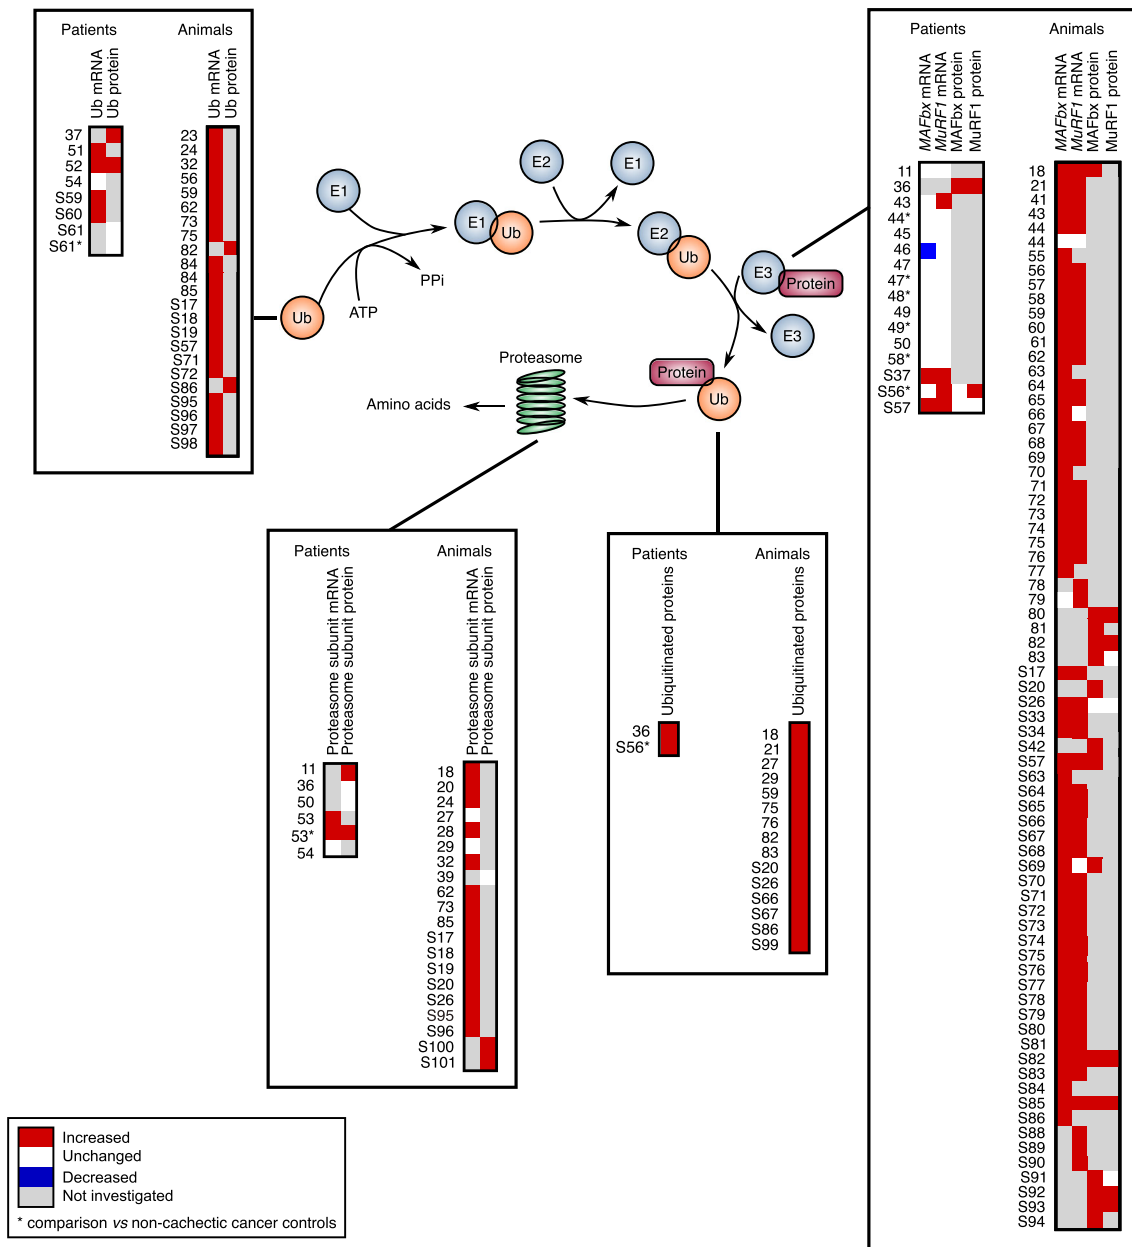 Patients
Animals
Ub mRNA
Ub protein
Ub mRNA
Ub protein
37
51
52
54
S59
S60
S61
S61*
23
24
32
56
59
62
73
75
82
84
84
85
S17
S18
S19
S57
S71
S72
S86
S95
S96
S97
S98
E1
E2
E1
E1
Ub
E2
Ub
E3
Protein
E3
Ub
ATP
PPi
Protein
Ub
Proteasome
Amino acids
Patients
Animals
MAFbx mRNA
MuRF1 mRNA
MAFbx protein
MuRF1 protein
MAFbx mRNA
MuRF1 mRNA
MAFbx protein
MuRF1 protein
11
36
43
44*
45
46
47
47*
48*
49
49*
50
58*
S37
S56*
S57
18
21
41
43
44
44
55
56
57
58
59
60
61
62
63
64
65
66
67
68
69
70
71
72
73
74
75
76
77
78
79
80
81
82
83
S17
S20
S26
S33
S34
S42
S57
S63
S64
S65
S66
S67
S68
S69
S70
S71
S72
S73
S74
S75
S76
S77
S78
S79
S80
S81
S82
S83
S84
S85
S86
S88
S89
S90
S91
S92
S93
S94
Patients
Animals
Proteasome subunit mRNA
Proteasome subunit protein
Proteasome subunit mRNA
Proteasome subunit protein
11
36
50
53
53*
54
18
20
24
27
28
29
32
39
62
73
85
S17
S18
S19
S20
S26
S95
S96
S100
S101
Patients
Animals
Ubiquitinated proteins
Ubiquitinated proteins
36
S56*
18
21
27
29
59
75
76
82
83
S20
S26
S66
S67
S86
S99
Increased
Unchanged
Decreased
Not investigated
* comparison vs non-cachectic cancer controls